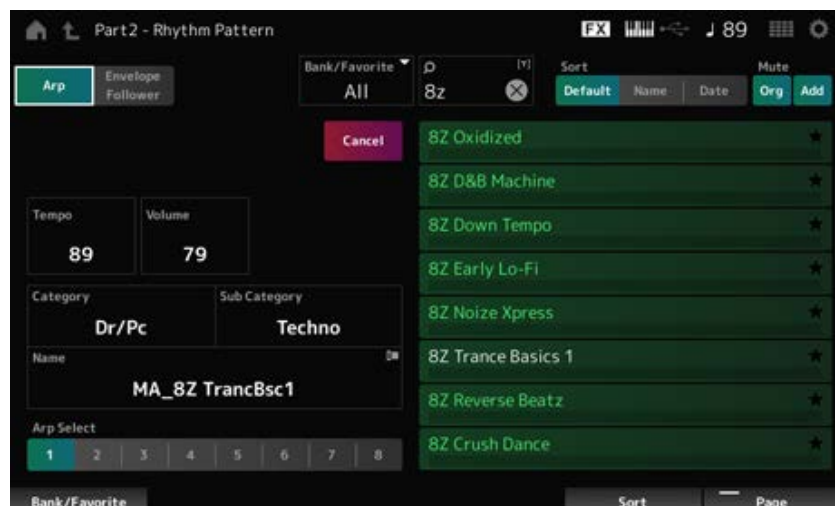 Part2 - Rhythm Pattern
FX
♩ 89
Arp
Envelope
Follower
Bank/Favorite
All
[Y]
8z
Sort
Default Name Date
Mute
Org Add
Cancel
8Z Oxidized
8Z D&B Machine
8Z Down Tempo
8Z Early Lo-Fi
8Z Noize Xpress
8Z Trance Basics 1
8Z Reverse Beatz
8Z Crush Dance
Tempo
89
Volume
79
Category
Dr/Pc
Sub Category
Techno
Name
MA_8Z TrancBsc1
Arp Select
1 2 3 4 5 6 7 8
Bank/Favorite
Sort
Page